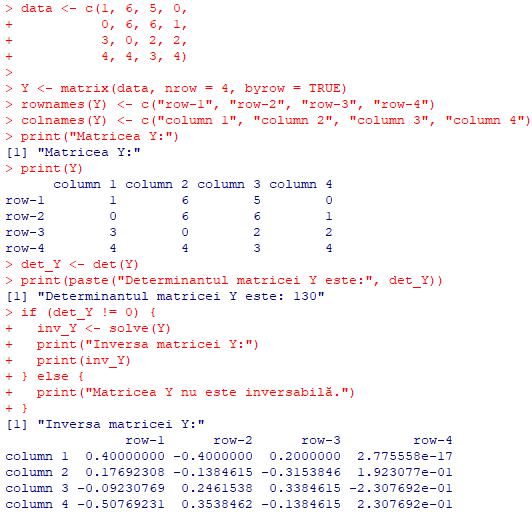 > data <- c(1, 6, 5, 0,
+           0, 6, 6, 1,
+           3, 0, 2, 2,
+           4, 4, 3, 4)
>
> Y <- matrix(data, nrow = 4, byrow = TRUE)
> rownames(Y) <- c("row-1", "row-2", "row-3", "row-4")
> colnames(Y) <- c("column 1", "column 2", "column 3", "column 4")
> print("Matricea Y:")
[1] "Matricea Y:"
> print(Y)
      column 1 column 2 column 3 column 4
row-1        1        6        5        0
row-2        0        6        6        1
row-3        3        0        2        2
row-4        4        4        3        4
> det_Y <- det(Y)
> print(paste("Determinantul matricei Y este:", det_Y))
[1] "Determinantul matricei Y este: 130"
> if (det_Y != 0) {
+   inv_Y <- solve(Y)
+   print("Inversa matricei Y:")
+   print(inv_Y)
+ } else {
+   print("Matricea Y nu este inversabilă.")
+ }
[1] "Inversa matricei Y:"
               row-1      row-2      row-3         row-4
column 1  0.40000000 -0.4000000  0.2000000  2.775558e-17
column 2  0.17692308 -0.1384615 -0.3153846  1.923077e-01
column 3 -0.09230769  0.2461538  0.3384615 -2.307692e-01
column 4 -0.50769231  0.3538462 -0.1384615  2.307692e-01